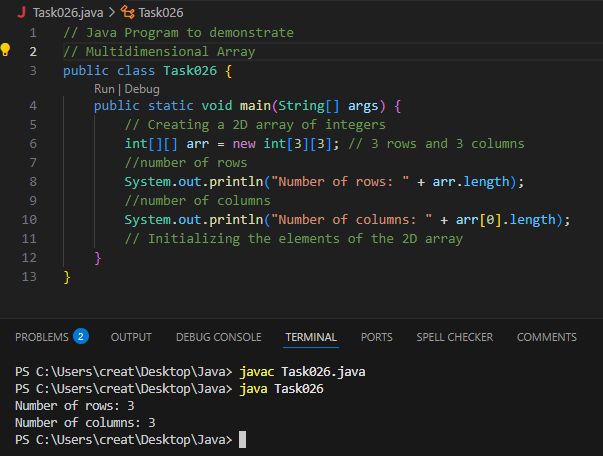 J Task026.java > Task026
1 // Java Program to demonstrate
2 // Multidimensional Array
3 public class Task026 {
Run | Debug
4 public static void main(String[] args) {
5 // Creating a 2D array of integers
6 int[][] arr = new int[3][3]; // 3 rows and 3 columns
7 //number of rows
8 System.out.println("Number of rows: " + arr.length);
9 //number of columns
10 System.out.println("Number of columns: " + arr[0].length);
11 // Initializing the elements of the 2D array
12 }
13 }
PROBLEMS 2 OUTPUT DEBUG CONSOLE TERMINAL PORTS SPELL CHECKER COMMENTS
PS C:\Users\creat\Desktop\Java> javac Task026.java
PS C:\Users\creat\Desktop\Java> java Task026
Number of rows: 3
Number of columns: 3
PS C:\Users\creat\Desktop\Java>